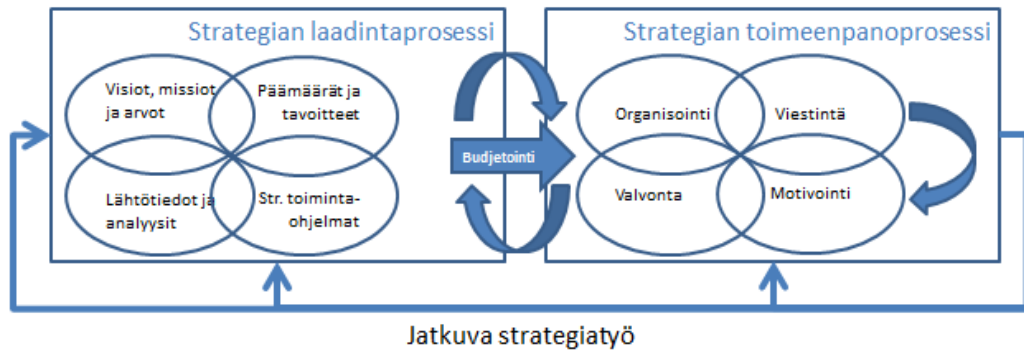 Strategian laadintaprosessi
Visiot, missiot
ja arvot
Päämäärät ja
tavoitteet
Lähtötiedot ja
analyysit
Str. toiminta-
ohjelmat
Budjetointi
Strategian toimeenpanoprosessi
Organisointi
Viestintä
Valvonta
Motivointi
Jatkuva strategiatyö